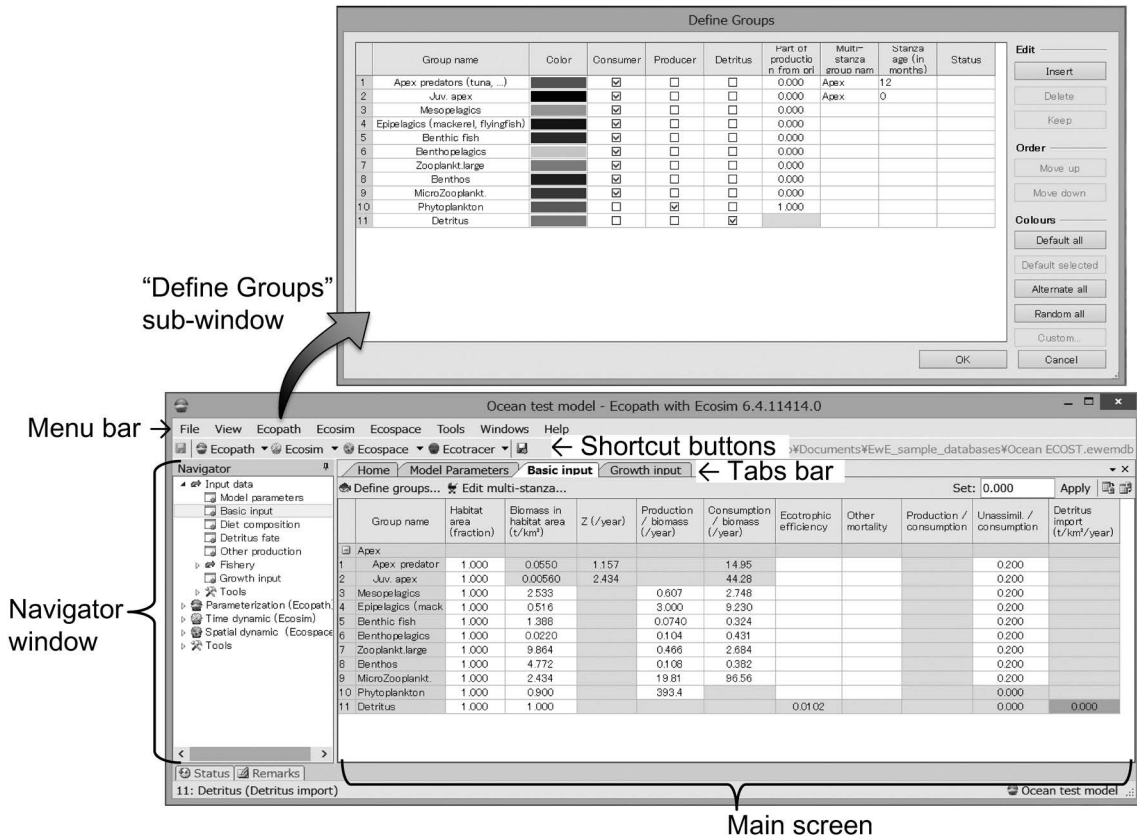 Define Groups
Group name Color Consumer Producer Detritus Part of productio n from pri Multi-stanza group nam Stanza age (in months) Status
1 Apex predators (tuna, ...) 0.000 Apex 12
2 Juv. apex 0.000 Apex 0
3 Mesopelagics 0.000
4 Epipelagics (mackerel, flyingfish) 0.000
5 Benthic fish 0.000
6 Benthopelagics 0.000
7 Zooplankt.large 0.000
8 Benthos 0.000
9 MicroZooplankt. 0.000
10 Phytoplankton 1.000
11 Detritus
Edit
Insert
Delete
Keep
Order
Move up
Move down
Colours
Default all
Default selected
Alternate all
Random all
Custom...
OK Cancel
“Define Groups”
sub-window
Ocean test model - Ecopath with Ecosim 6.4.11414.0
Menu bar → File View Ecopath Ecosim Ecospace Tools Windows Help
Ecopath Ecosim Ecospace Ecotracer ← Shortcut buttons o¥Documents¥EwE_sample_databases¥Ocean ECOST.ewemdb
Navigator
Home Model Parameters Basic input Growth input ← Tabs bar
Define groups... Edit multi-stanza... Set: 0.000 Apply
Input data
Model parameters
Basic input
Diet composition
Detritus fate
Other production
Fishery
Growth input
Tools
Parameterization (Ecopath)
Time dynamic (Ecosim)
Spatial dynamic (Ecospace
Tools
Navigator
window
Group name Habitat area (fraction) Biomass in habitat area (t/km²) Z (/year) Production / biomass (/year) Consumption / biomass (/year) Ecotrophic efficiency Other mortality Production / consumption Unassimil. / consumption Detritus import (t/km²/year)
Apex
1 Apex predator 1.000 0.0550 1.157 14.95 0.200
2 Juv. apex 1.000 0.00560 2.434 44.28 0.200
3 Mesopelagics 1.000 2.533 0.607 2.748 0.200
4 Epipelagics (mack 1.000 0.516 3.000 9.230 0.200
5 Benthic fish 1.000 1.388 0.0740 0.324 0.200
6 Benthopelagics 1.000 0.0220 0.104 0.431 0.200
7 Zooplankt.large 1.000 9.864 0.466 2.684 0.200
8 Benthos 1.000 4.772 0.108 0.382 0.200
9 MicroZooplankt. 1.000 2.434 19.81 96.56 0.200
10 Phytoplankton 1.000 0.900 393.4 0.000
11 Detritus 1.000 1.000 0.0102 0.000 0.000
Status Remarks
11: Detritus (Detritus import) Ocean test model
Main screen